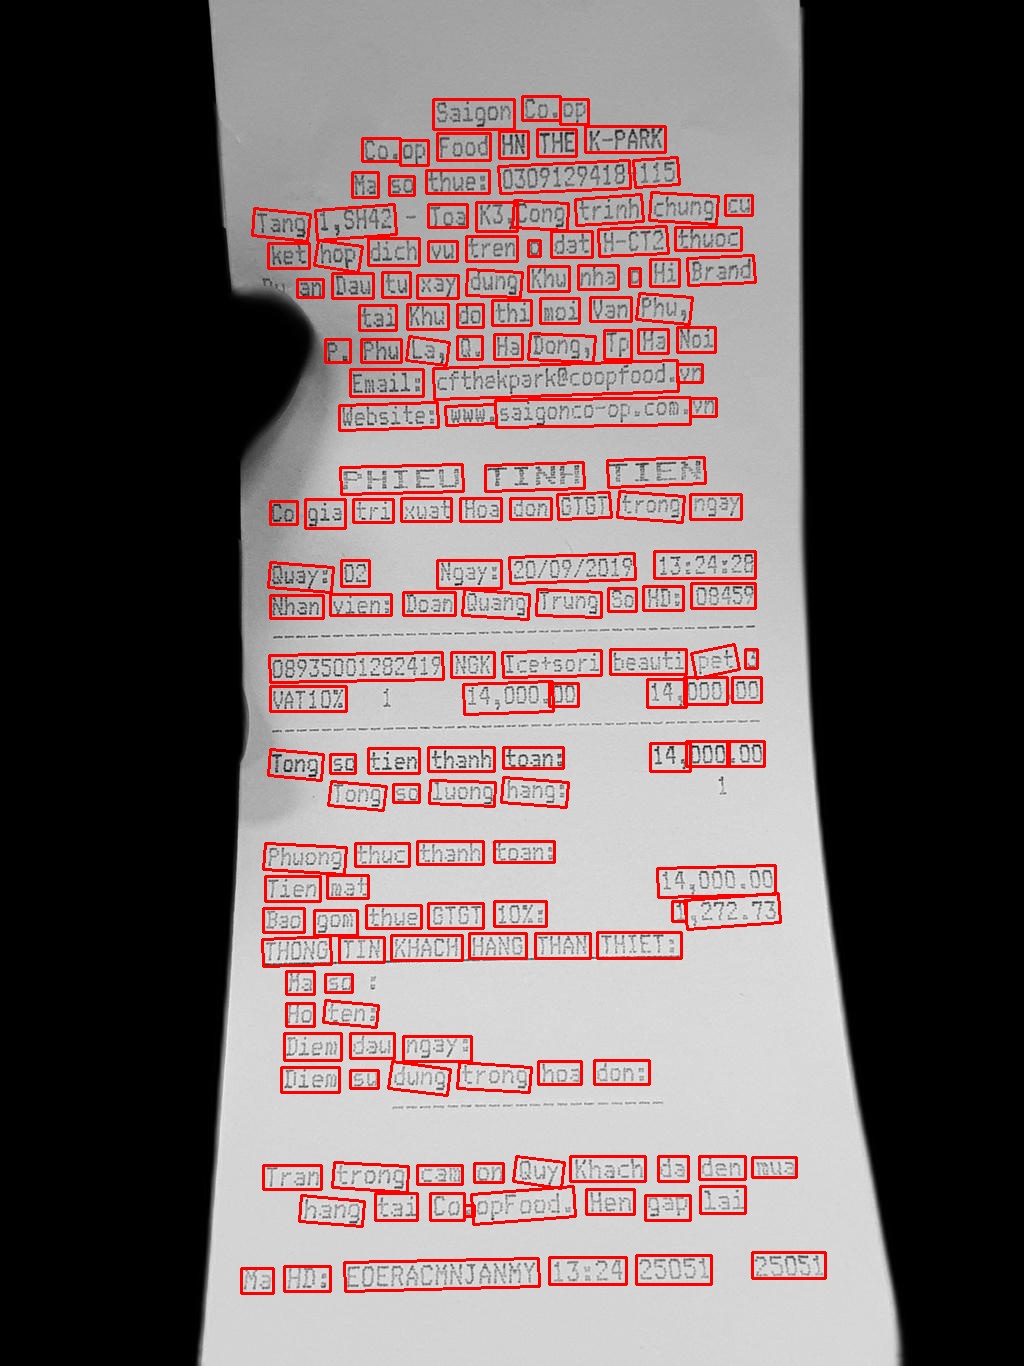 Saigon Co.op
Co.op Food HN THE K-PARK
Ma so thue: 0309129418 115
Tang 1,SH42 - Toa K3,Cong trinh chung cu
ket hop dich vu tren o dat H-CT2 thuoc
Du an Dau tu xay dung Khu nha o Hi Brand
tai Khu do thi moi Van Phu,
P. Phu La, Q. Ha Dong, Tp Ha Noi
Email: cfthekpark@coopfood.vn
Website: www.saigonco-op.com.vn
PHIEU TINH TIEN
Co gia tri xuat Hoa don GTGT trong ngay
Quay: 02 Ngay: 20/09/2019 13:24:28
Nhan vien: Doan Quang Trung So HD: 08459
08935001282419 NGK Ice+sori beauti pet
VAT10% 1 14,000.00 14,000.00
Tong so tien thanh toan: 14,000.00
Tong so luong hang: 1
Phuong thuc thanh toan:
Tien mat 14,000.00
Bao gom thue GTGT 10%: 1,272.73
THONG TIN KHACH HANG THAN THIET:
Ma so :
Ho ten:
Diem dau ngay:
Diem su dung trong hoa don:
Tran trong cam on Quy Khach da den mua
hang tai Co.opFood. Hen gap lai
Ma HD: EOERACMNJANMY 13:24 25051 25051